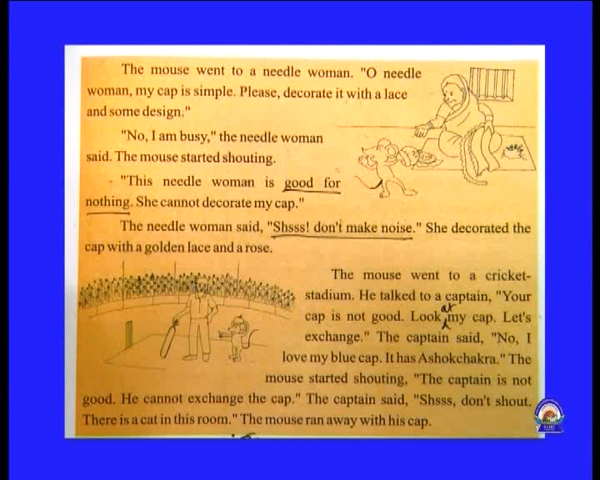 The mouse went to a needle woman. "O needle
woman, my cap is simple. Please, decorate it with a lace
and some design."
"No, I am busy," the needle woman
said. The mouse started shouting.
"This needle woman is good for
nothing. She cannot decorate my cap."
The needle woman said, "Shsss! don't make noise." She decorated the
cap with a golden lace and a rose.
The mouse went to a cricket-
stadium. He talked to a captain, "Your
cap is not good. Look at my cap. Let's
exchange." The captain said, "No, I
love my blue cap. It has Ashokchakra." The
mouse started shouting, "The captain is not
good. He cannot exchange the cap." The captain said, "Shsss, don't shout.
There is a cat in this room." The mouse ran away with his cap.